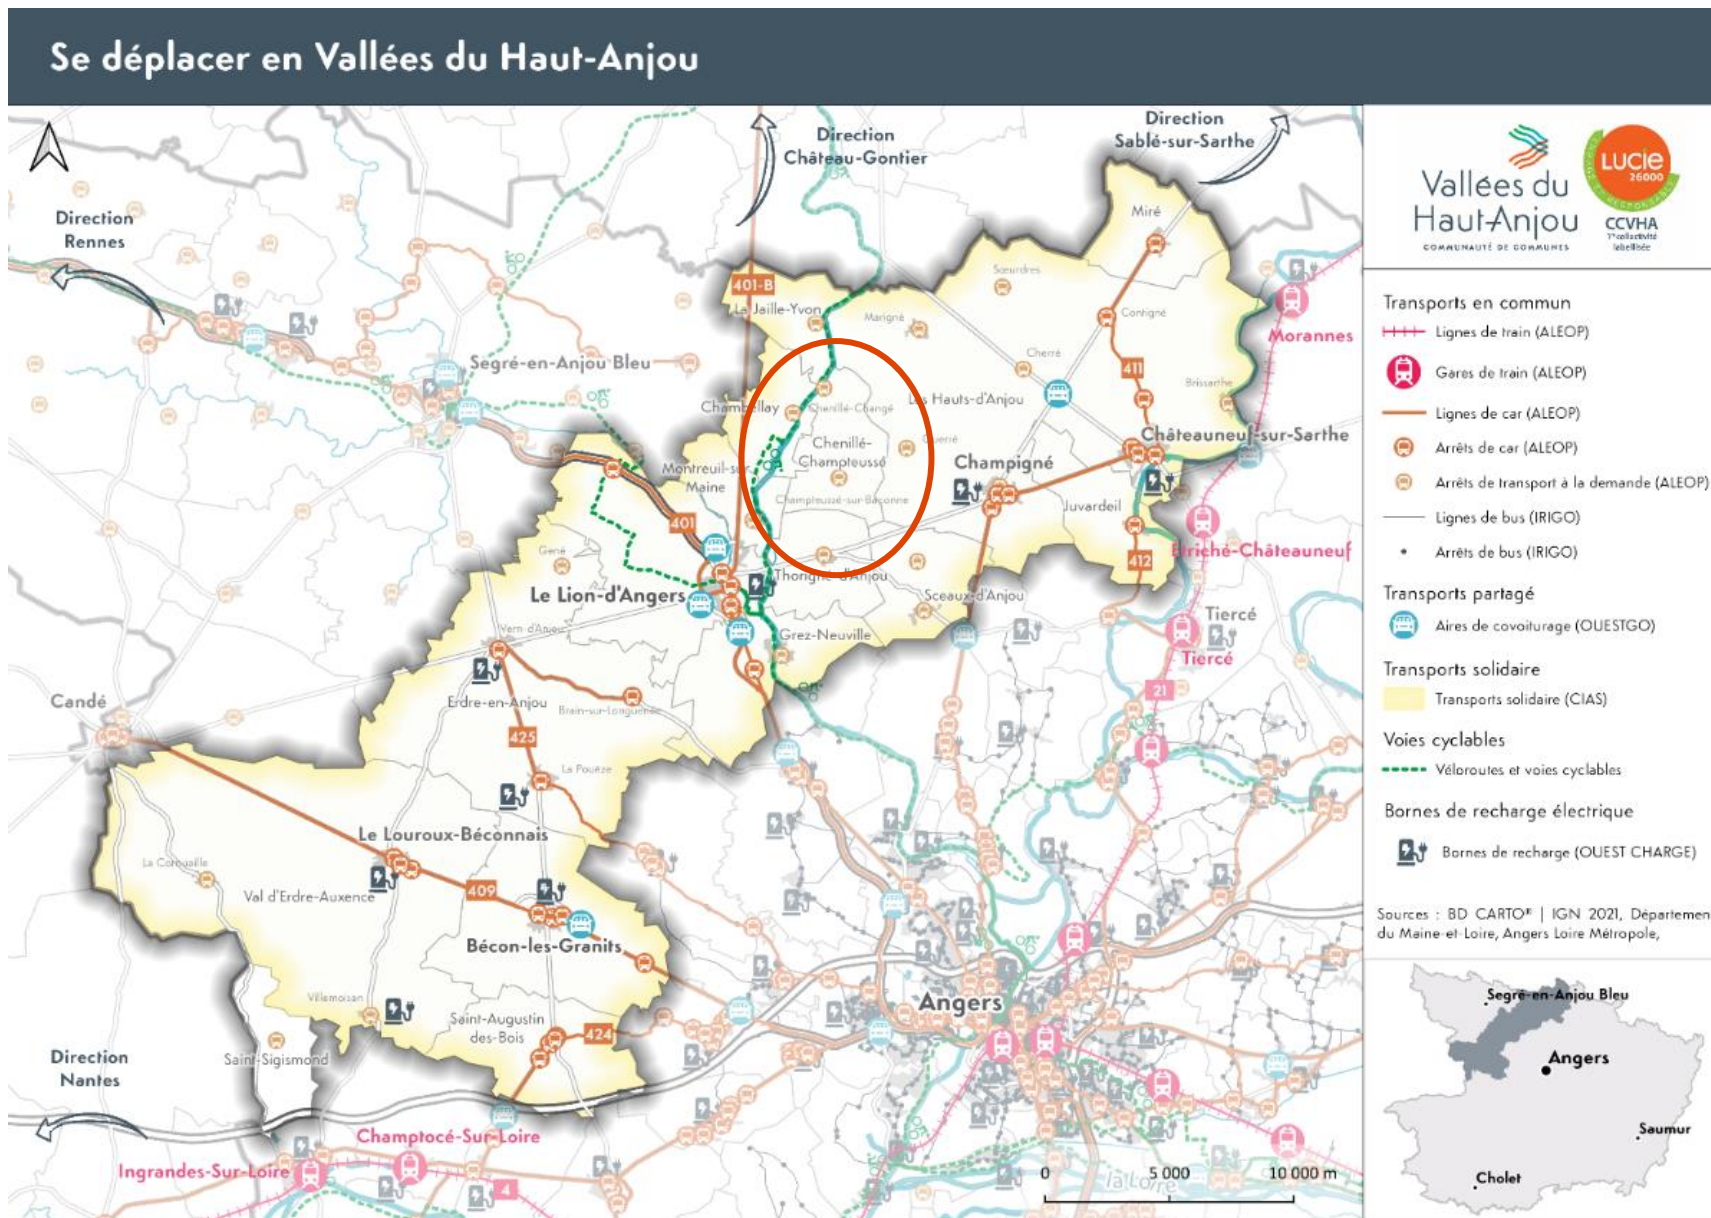 Se déplacer en Vallées du Haut-Anjou
Direction
Château-Gontier
Direction
Sablé-sur-Sarthe
Direction
Rennes
Miré
401-B
Sœurdres
La Jaille-Yvon
Marigné
Contigné
Morannes
Segré-en-Anjou Bleu
Cherré
411
Brissarthe
Chambellay
Chenillé-Changé
Les Hauts-d'Anjou
Chenillé-
Champteussé
Querré
Châteauneuf-sur-Sarthe
Montreuil-sur-
Maine
Champigné
Champteussé-sur-Baconne
Juvardeil
401
Etriché-Châteauneuf
Gené
412
Thorigné-d'Anjou
Le Lion-d'Angers
Sceaux-d'Anjou
Tiercé
Vern-d'Anjou
Grez-Neuville
Tiercé
Candé
Erdre-en-Anjou
Brain-sur-Longuenée
21
425
La Pouëze
Le Louroux-Béconnais
La Cornuaille
Val d'Erdre-Auxence
409
Bécon-les-Granits
Villemoisan
Angers
Saint-Augustin
des-Bois
424
Saint-Sigismond
Direction
Nantes
Champtocé-Sur-Loire
Ingrandes-Sur-Loire
4
la Loire
0 5 000 10 000 m
Vallées du
Haut-Anjou
COMMUNAUTÉ DE COMMUNES
LUCIE
26000
CCVHA
1ère collectivité
labellisée
Transports en commun
Lignes de train (ALEOP)
Gares de train (ALEOP)
Lignes de car (ALEOP)
Arrêts de car (ALEOP)
Arrêts de transport à la demande (ALEOP)
Lignes de bus (IRIGO)
Arrêts de bus (IRIGO)
Transports partagé
Aires de covoiturage (OUESTGO)
Transports solidaire
Transports solidaire (CIAS)
Voies cyclables
Véloroutes et voies cyclables
Bornes de recharge électrique
Bornes de recharge (OUEST CHARGE)
Sources : BD CARTO® | IGN 2021, Départemen
du Maine-et-Loire, Angers Loire Métropole,
Segré-en-Anjou Bleu
Angers
Saumur
Cholet